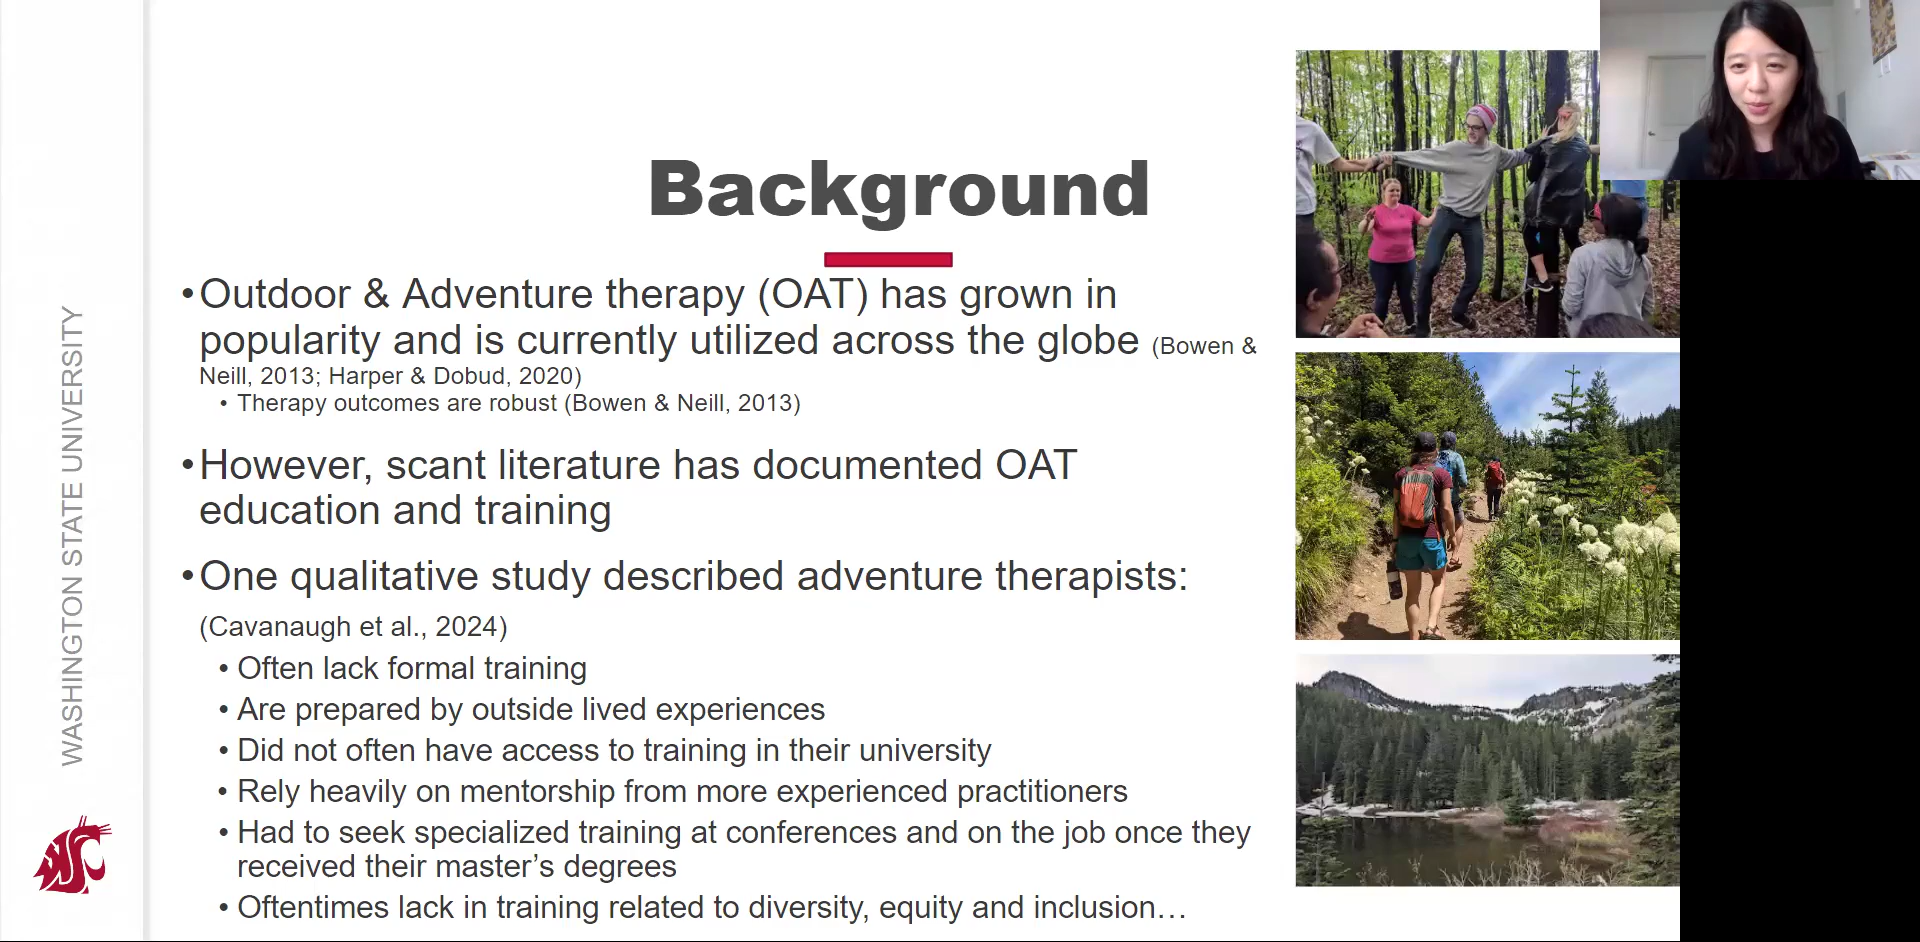 Background
•Outdoor & Adventure therapy (OAT) has grown in
popularity and is currently utilized across the globe (Bowen &
Neill, 2013; Harper & Dobud, 2020)
• Therapy outcomes are robust (Bowen & Neill, 2013)
•However, scant literature has documented OAT
education and training
•One qualitative study described adventure therapists:
(Cavanaugh et al., 2024)
• Often lack formal training
• Are prepared by outside lived experiences
• Did not often have access to training in their university
• Rely heavily on mentorship from more experienced practitioners
• Had to seek specialized training at conferences and on the job once they
received their master’s degrees
• Oftentimes lack in training related to diversity, equity and inclusion…
WASHINGTON STATE UNIVERSITY
WSC